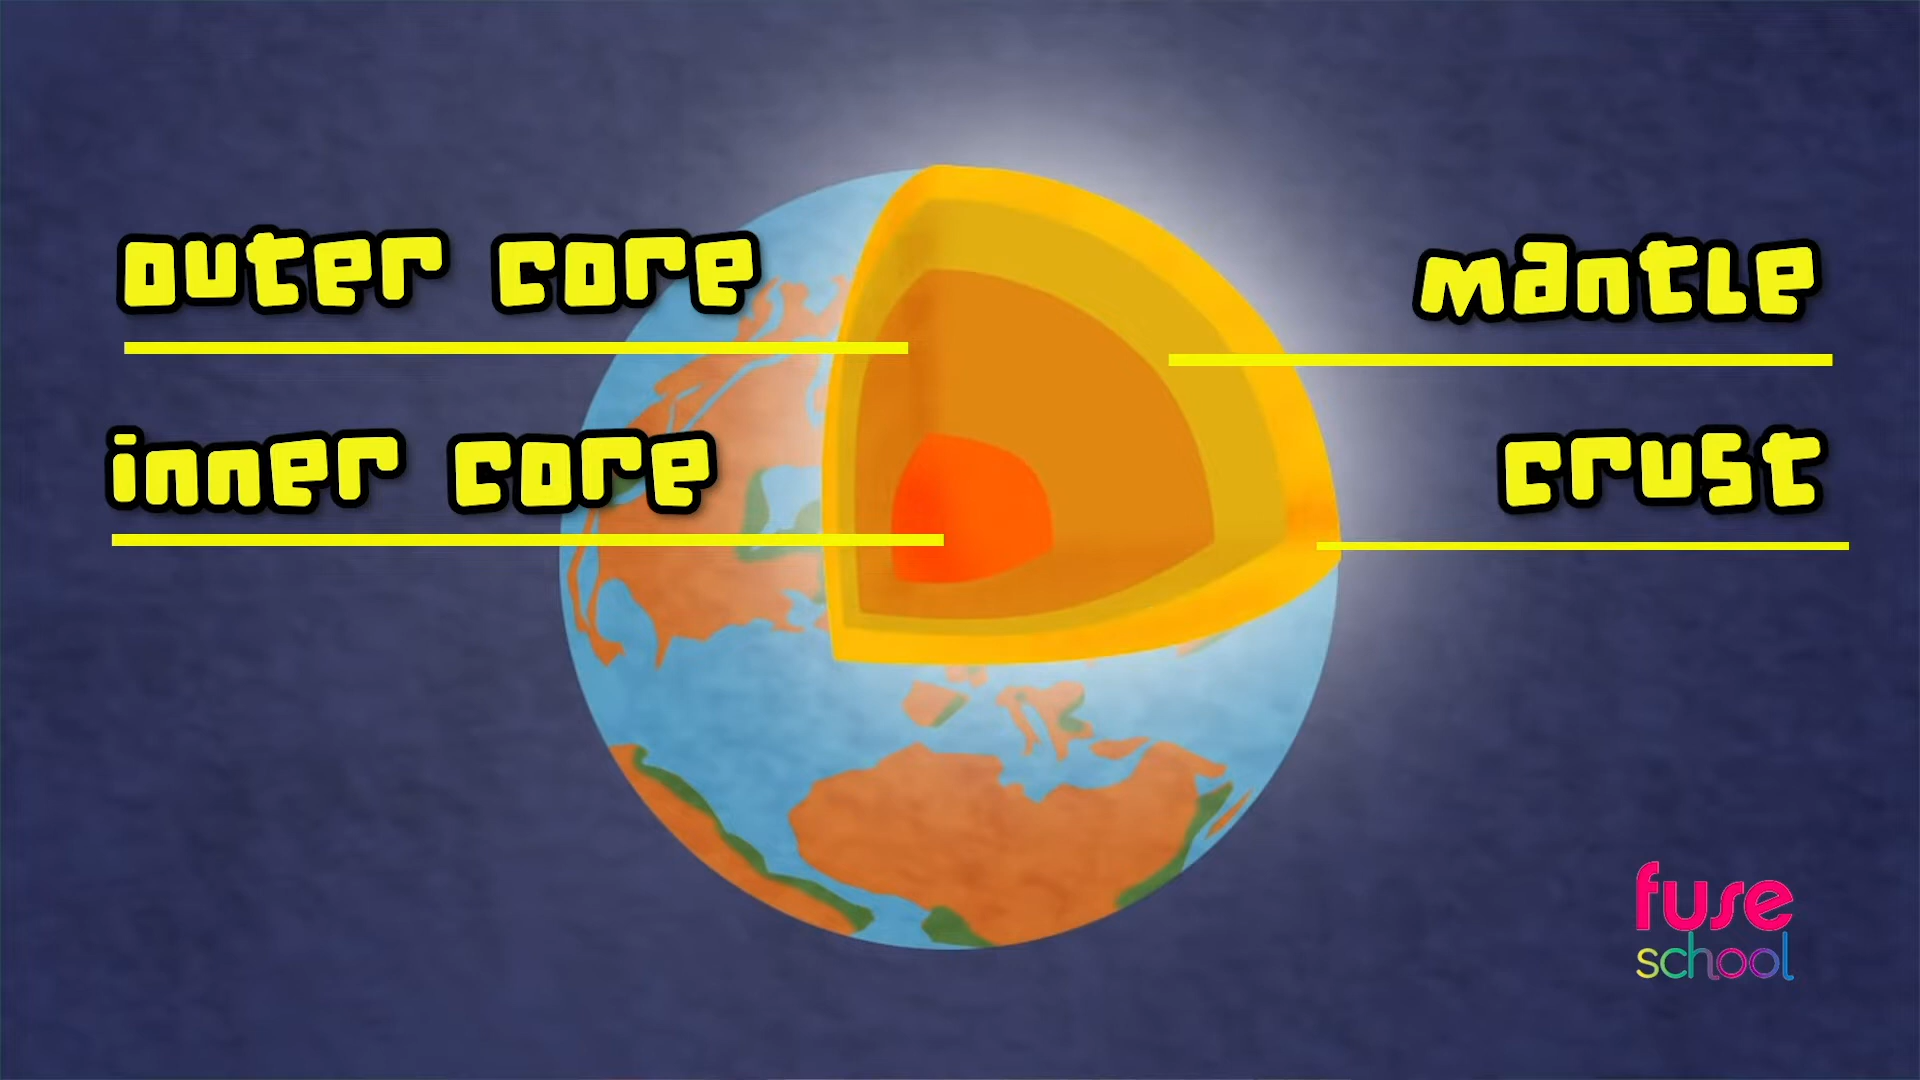 outer core
mantle
inner core
crust
fuse
school